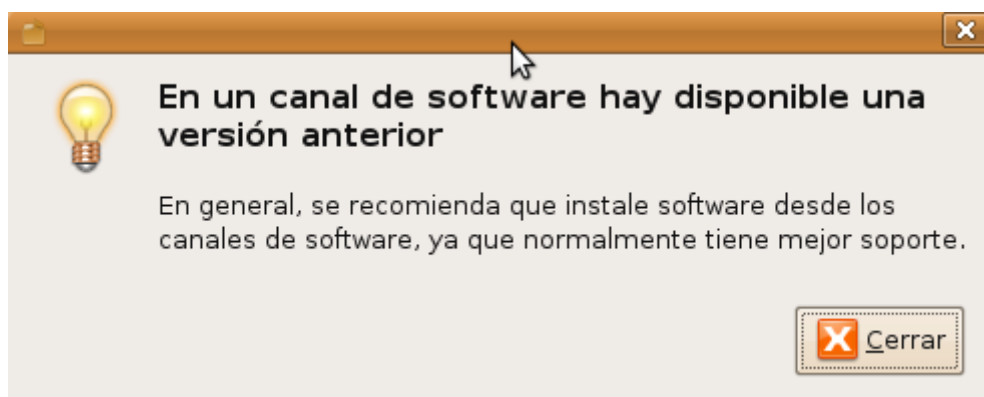 En un canal de software hay disponible una
versión anterior
En general, se recomienda que instale software desde los
canales de software, ya que normalmente tiene mejor soporte.
Cerrar